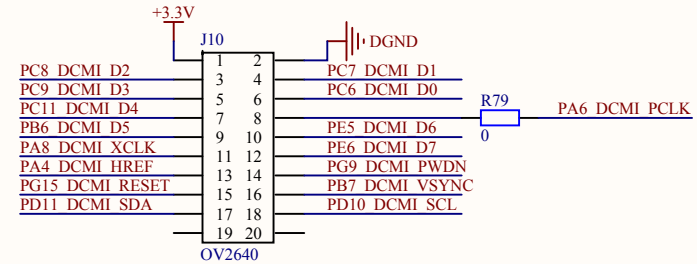 +3.3V
J10
DGND
1 2
PC8 DCMI D2 3 4 PC7 DCMI D1
PC9 DCMI D3 5 6 PC6 DCMI D0
PC11 DCMI D4 7 8 R79 PA6 DCMI PCLK
PB6 DCMI D5 9 10 PE5 DCMI D6 0
PA8 DCMI XCLK 11 12 PE6 DCMI D7
PA4 DCMI HREF 13 14 PG9 DCMI PWDN
PG15 DCMI RESET 15 16 PB7 DCMI VSYNC
PD11 DCMI SDA 17 18 PD10 DCMI SCL
19 20
OV2640